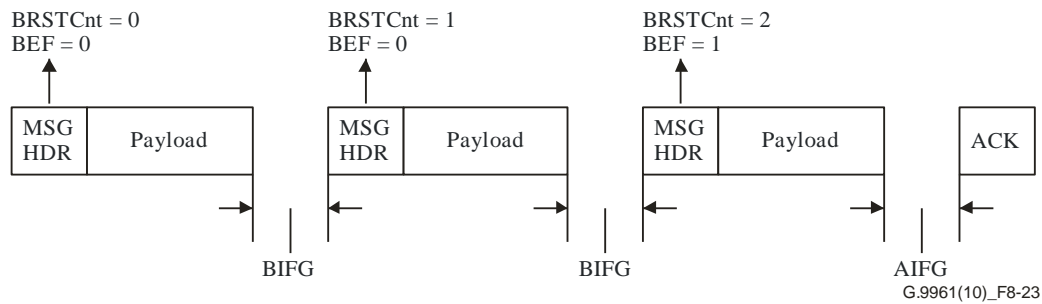 BRSTCnt = 0
BEF = 0
BRSTCnt = 1
BEF = 0
BRSTCnt = 2
BEF = 1
MSG
HDR
Payload
MSG
HDR
Payload
MSG
HDR
Payload
ACK
BIFG
BIFG
AIFG
G.9961(10)_F8-23